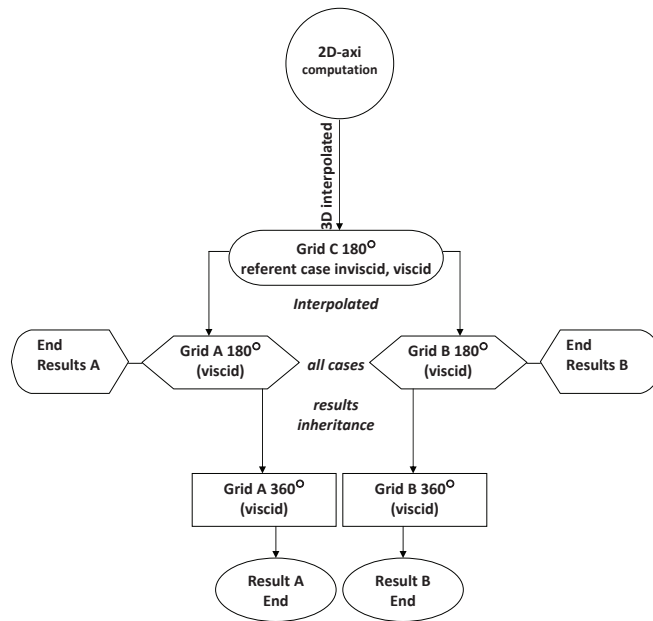 2D-axi
computation
3D interpolated
Grid C 180°
referent case inviscid, viscid
Interpolated
End
Results A
Grid A 180°
(viscid)
all cases
Grid B 180°
(viscid)
End
Results B
results
inheritance
Grid A 360°
(viscid)
Grid B 360°
(viscid)
Result A
End
Result B
End